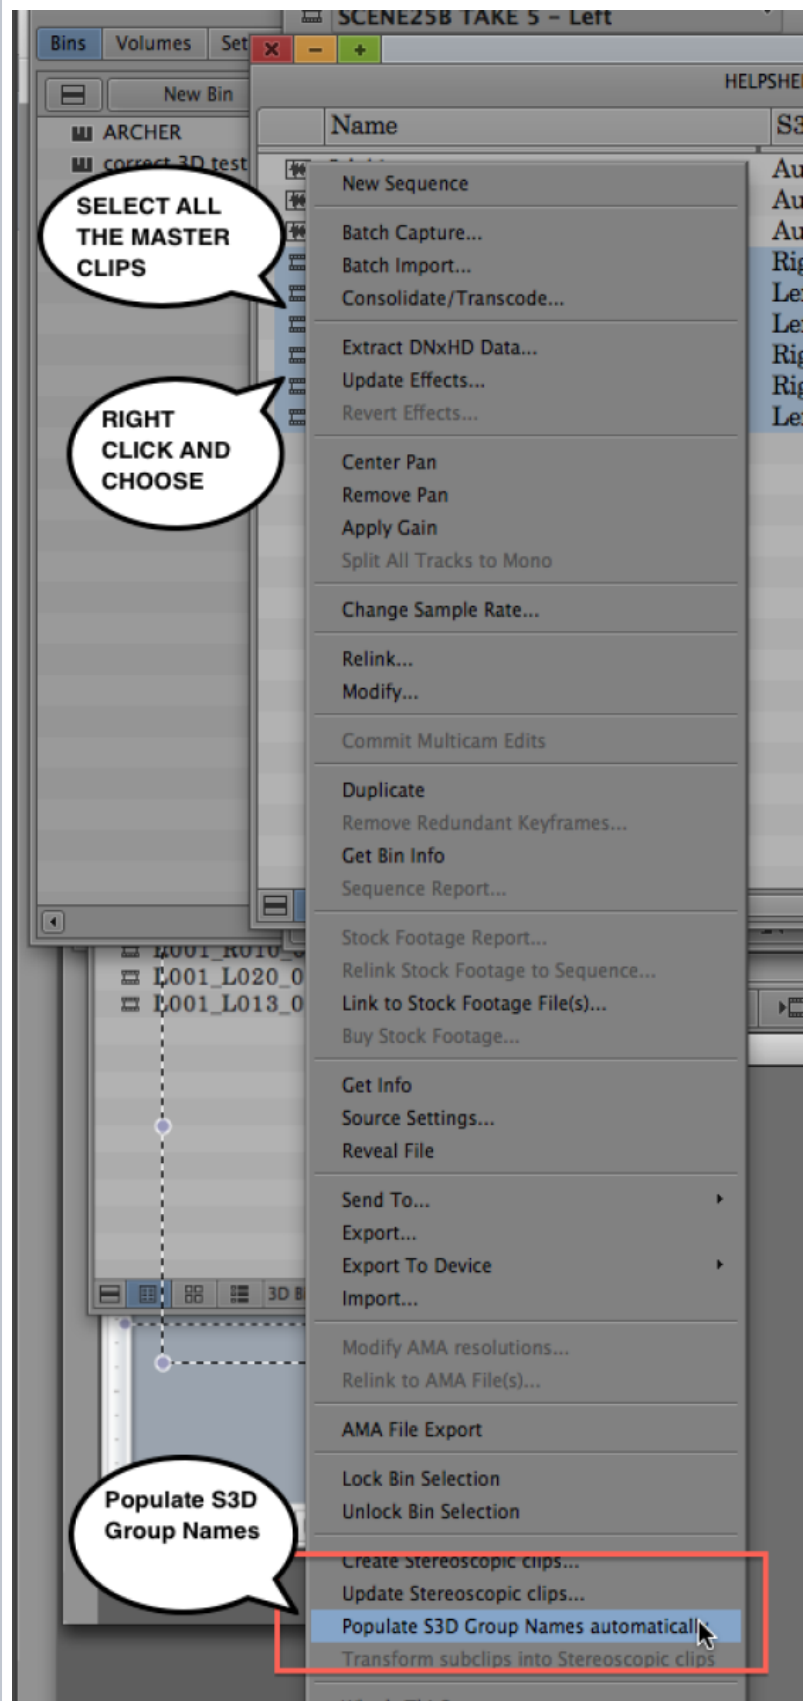 SCENE25B TAKE 5 – Left
Bins Volumes Set
HELPSHE
New Bin
Name S3
ARCHER
correct 3D test
Au
Au
Au
Rig
Le
Le
Rig
Rig
Le
SELECT ALL
THE MASTER
CLIPS
RIGHT
CLICK AND
CHOOSE
New Sequence
Batch Capture...
Batch Import...
Consolidate/Transcode...
Extract DNxHD Data...
Update Effects...
Revert Effects...
Center Pan
Remove Pan
Apply Gain
Split All Tracks to Mono
Change Sample Rate...
Relink...
Modify...
Commit Multicam Edits
Duplicate
Remove Redundant Keyframes...
Get Bin Info
Sequence Report...
Stock Footage Report...
Relink Stock Footage to Sequence...
Link to Stock Footage File(s)...
Buy Stock Footage...
Get Info
Source Settings...
Reveal File
Send To...
Export...
Export To Device
Import...
Modify AMA resolutions...
Relink to AMA File(s)...
AMA File Export
Lock Bin Selection
Unlock Bin Selection
Create Stereoscopic clips...
Update Stereoscopic clips...
Populate S3D Group Names automatically
Transform subclips into Stereoscopic clips
L001_L020_0
L001_L013_0
3D B
Populate S3D
Group Names